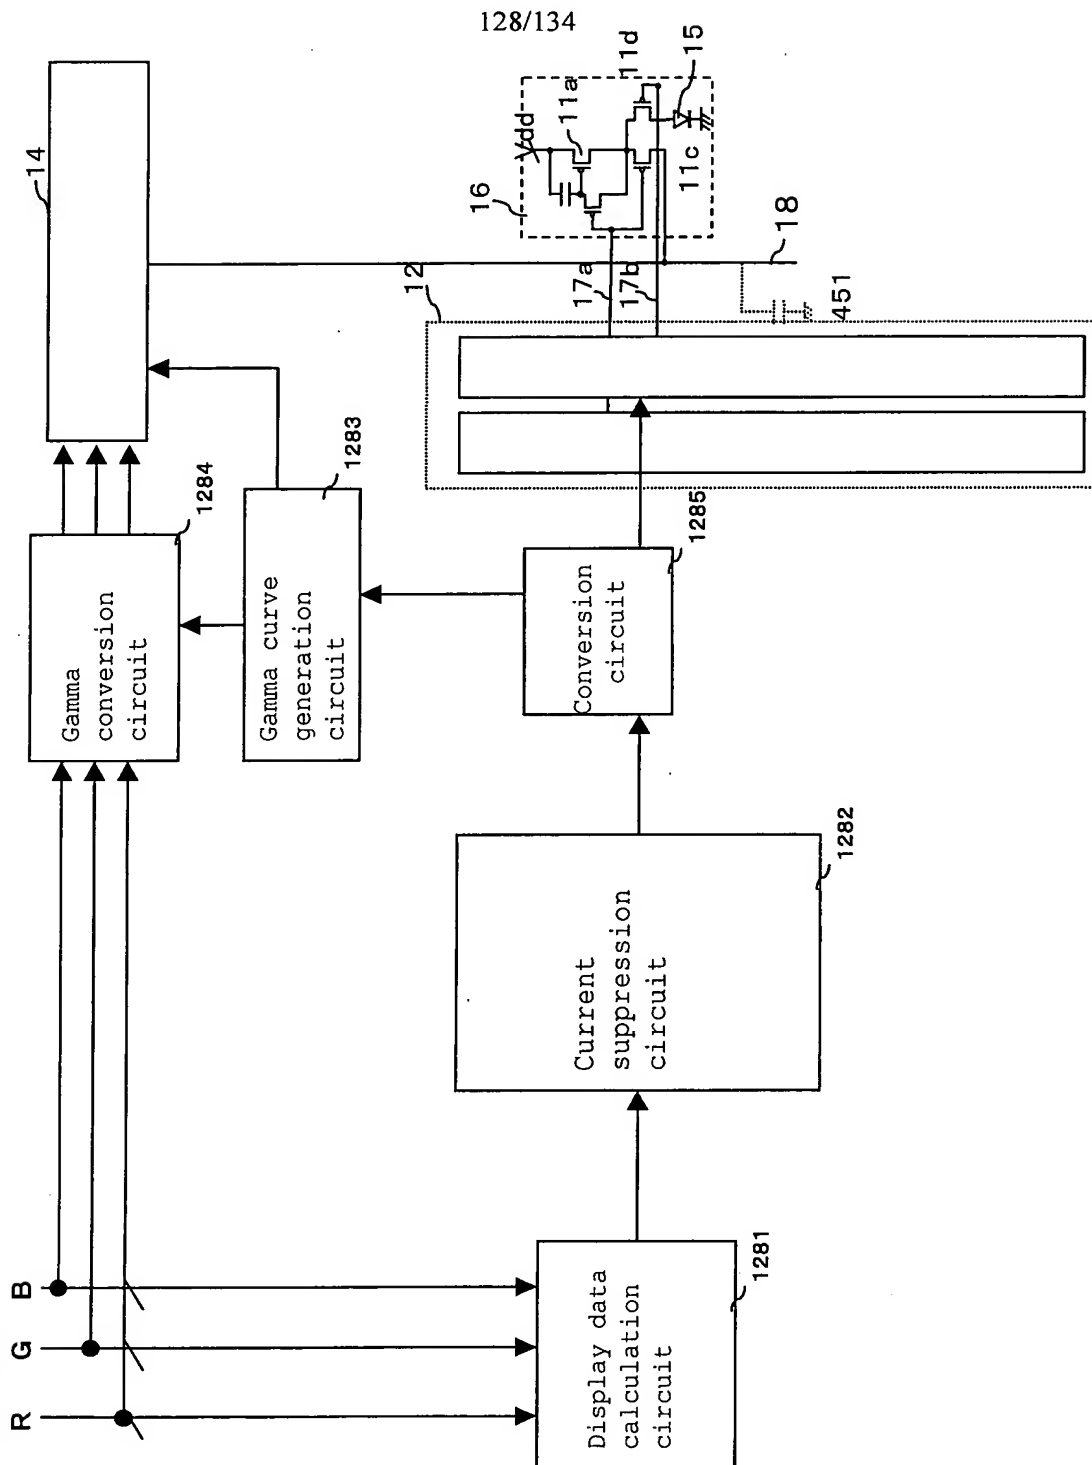 128/134
14
Vdd
11a
11d
15
11c
16
12
17a
17b
18
451
1284
Gamma
conversion
circuit
1283
Gamma curve
generation
circuit
1285
Conversion
circuit
1282
Current
suppression
circuit
B
G
R
1281
Display data
calculation
circuit